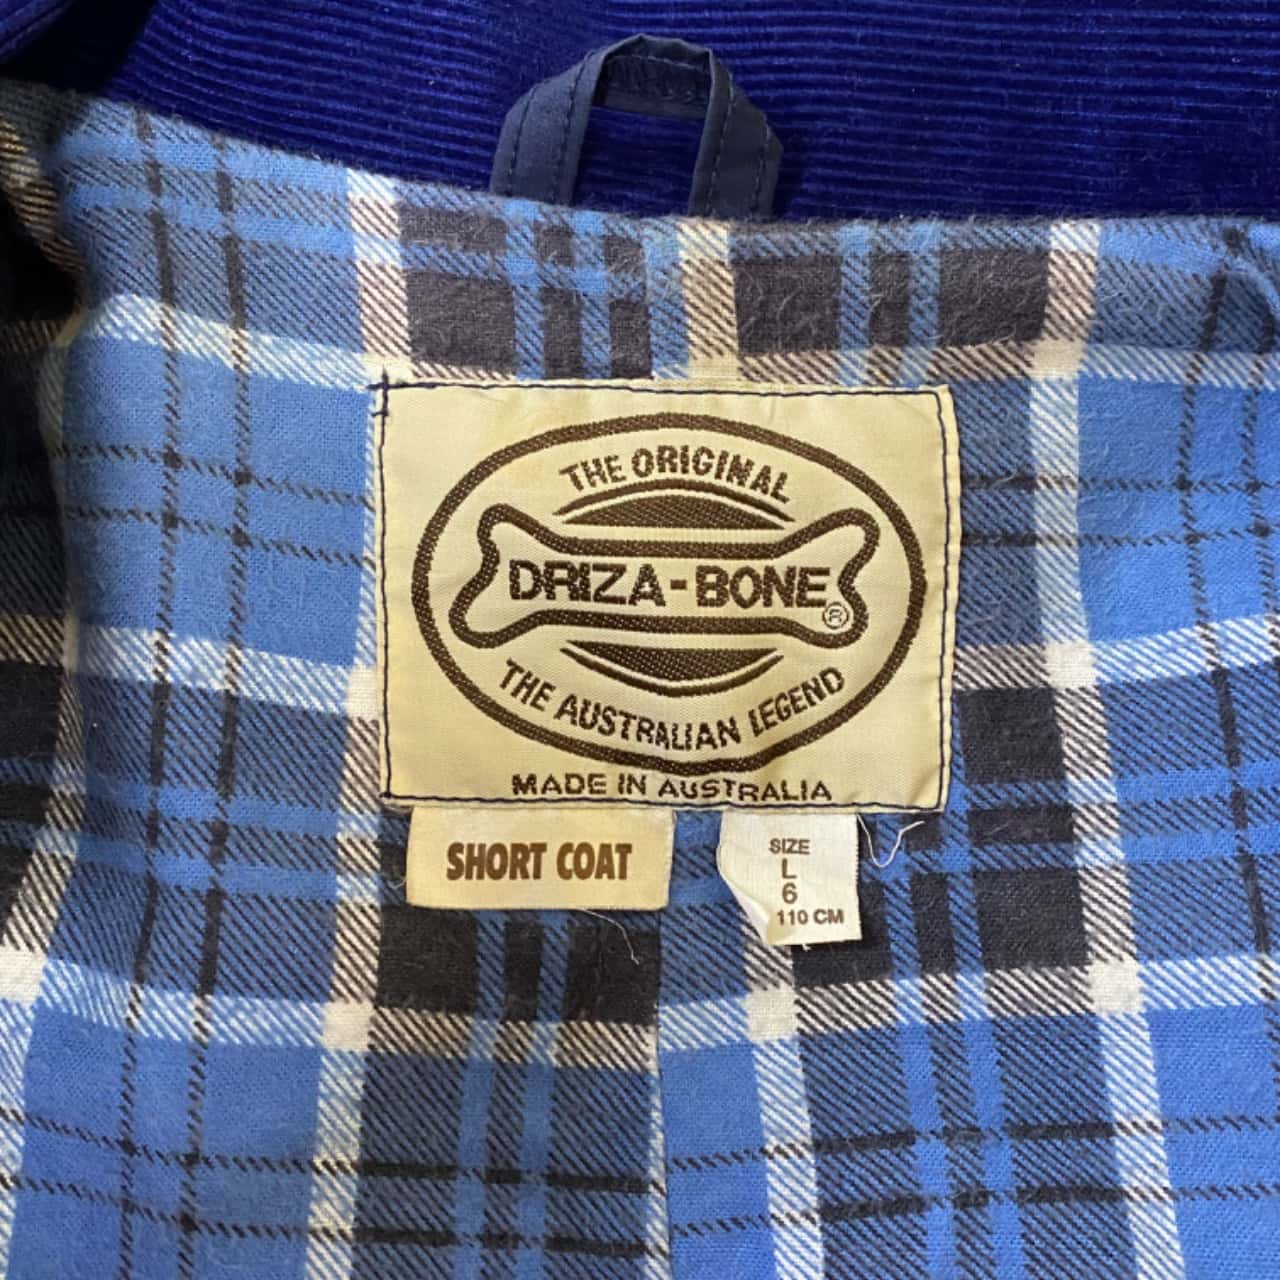 THE ORIGINAL
DRIZA-BONE®
THE AUSTRALIAN LEGEND
MADE IN AUSTRALIA
SHORT COAT
SIZE
L
6
110 CM